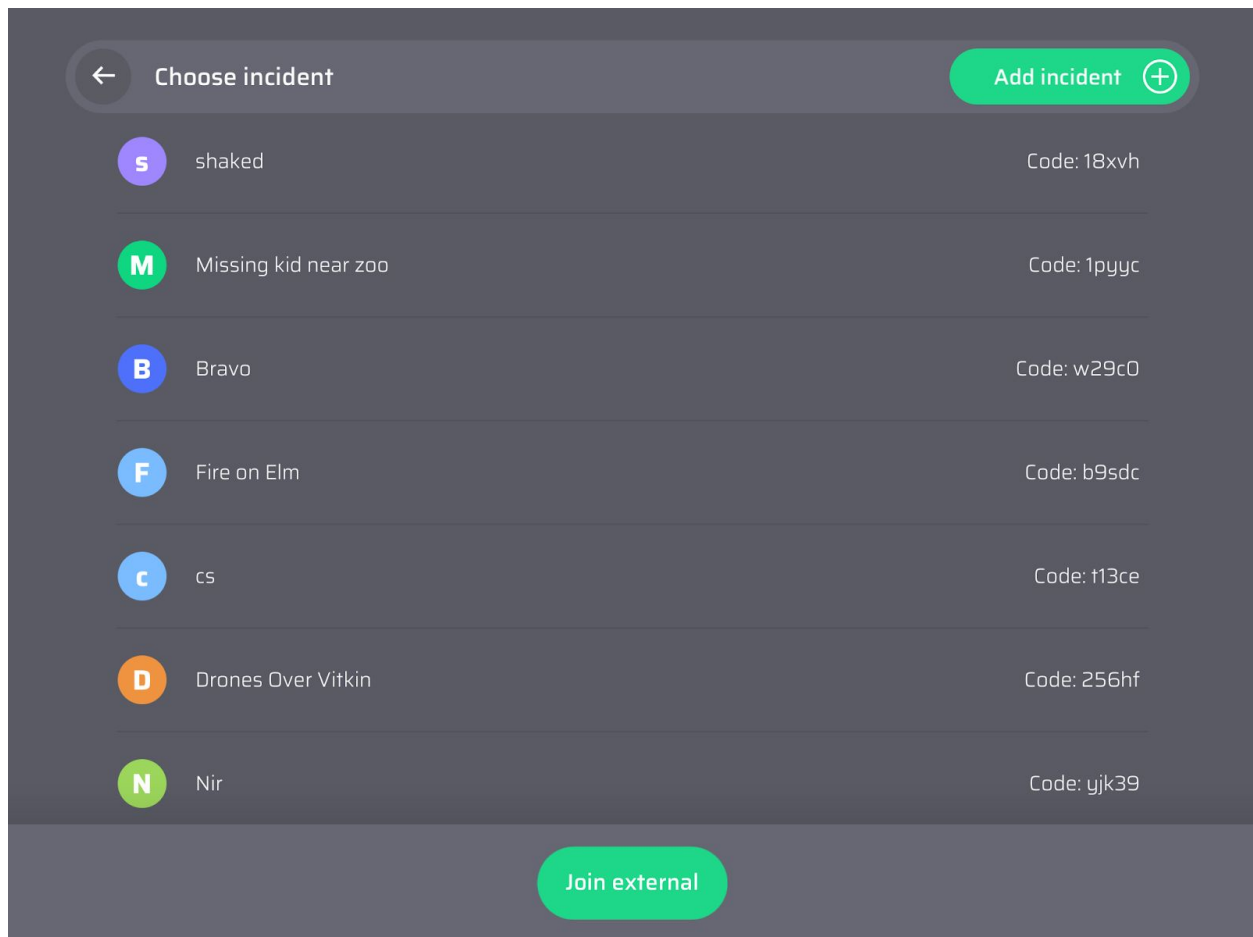 Choose incident
Add incident
s shaked Code: 18xvh
M Missing kid near zoo Code: 1pyyc
B Bravo Code: w29c0
F Fire on Elm Code: b9sdc
c cs Code: t13ce
D Drones Over Vitkin Code: 256hf
N Nir Code: yjk39
Join external